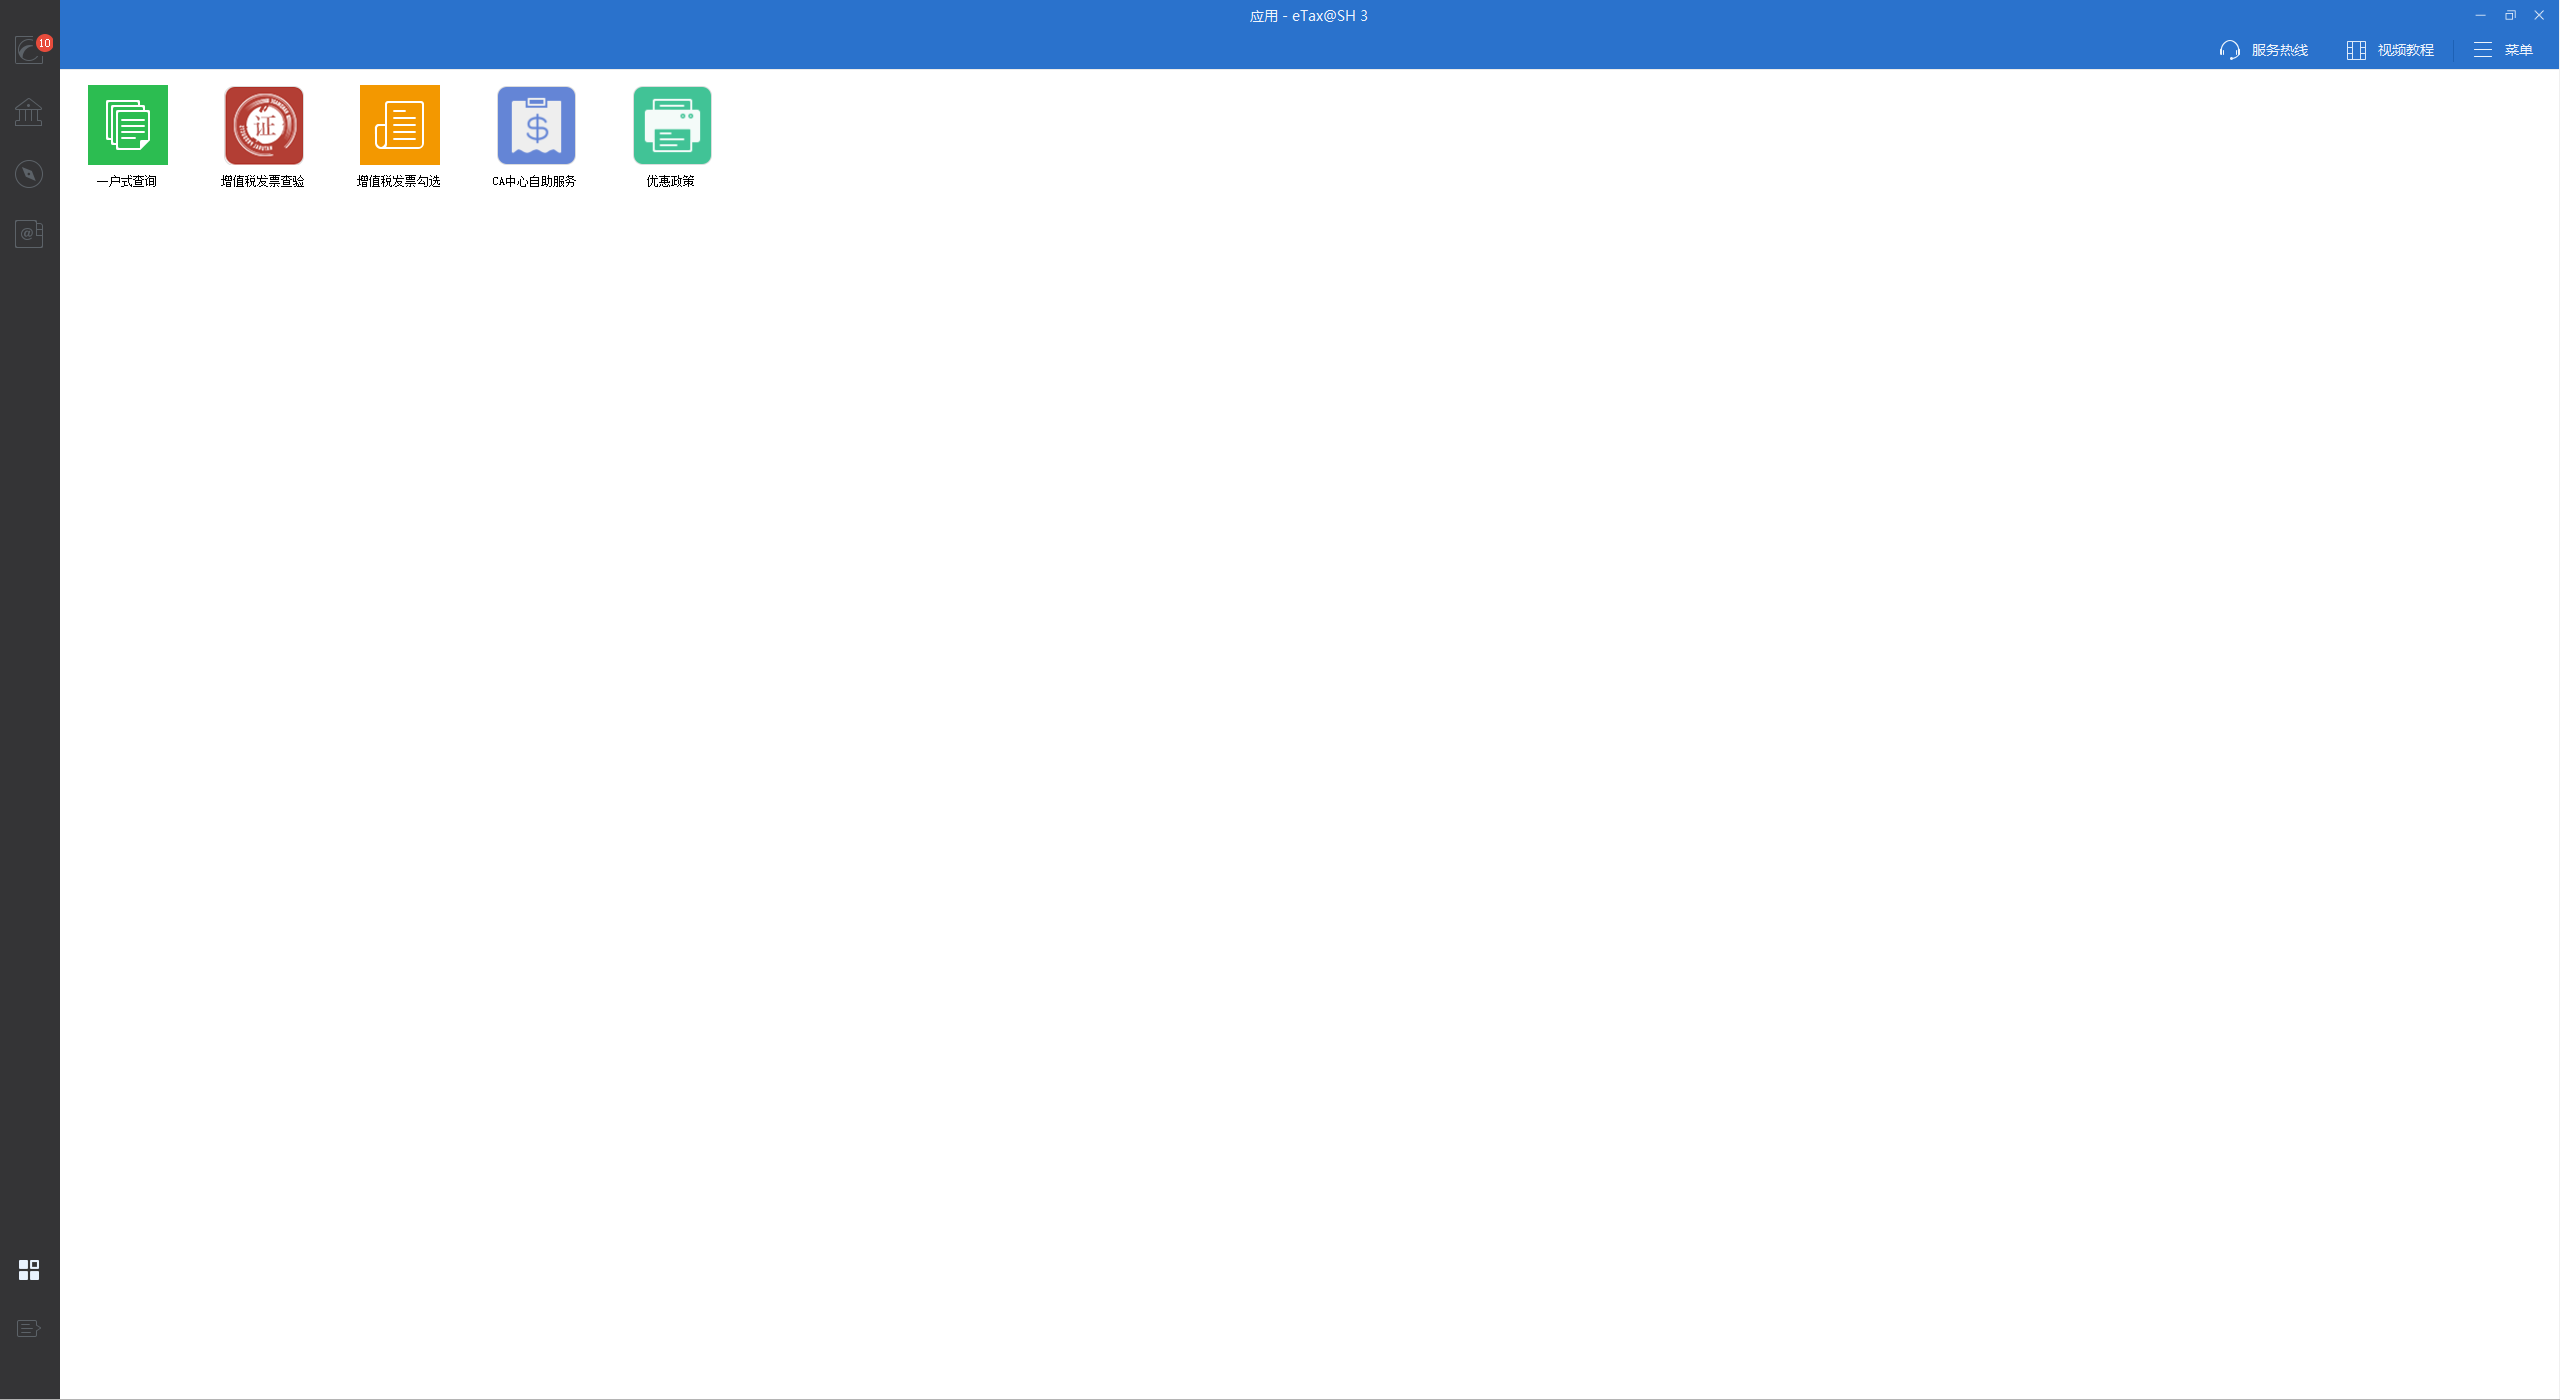 应用 - eTax@SH 3
10
服务热线
视频教程
菜单
证
一户式查询
增值税发票查验
增值税发票勾选
CA中心自助服务
优惠政策